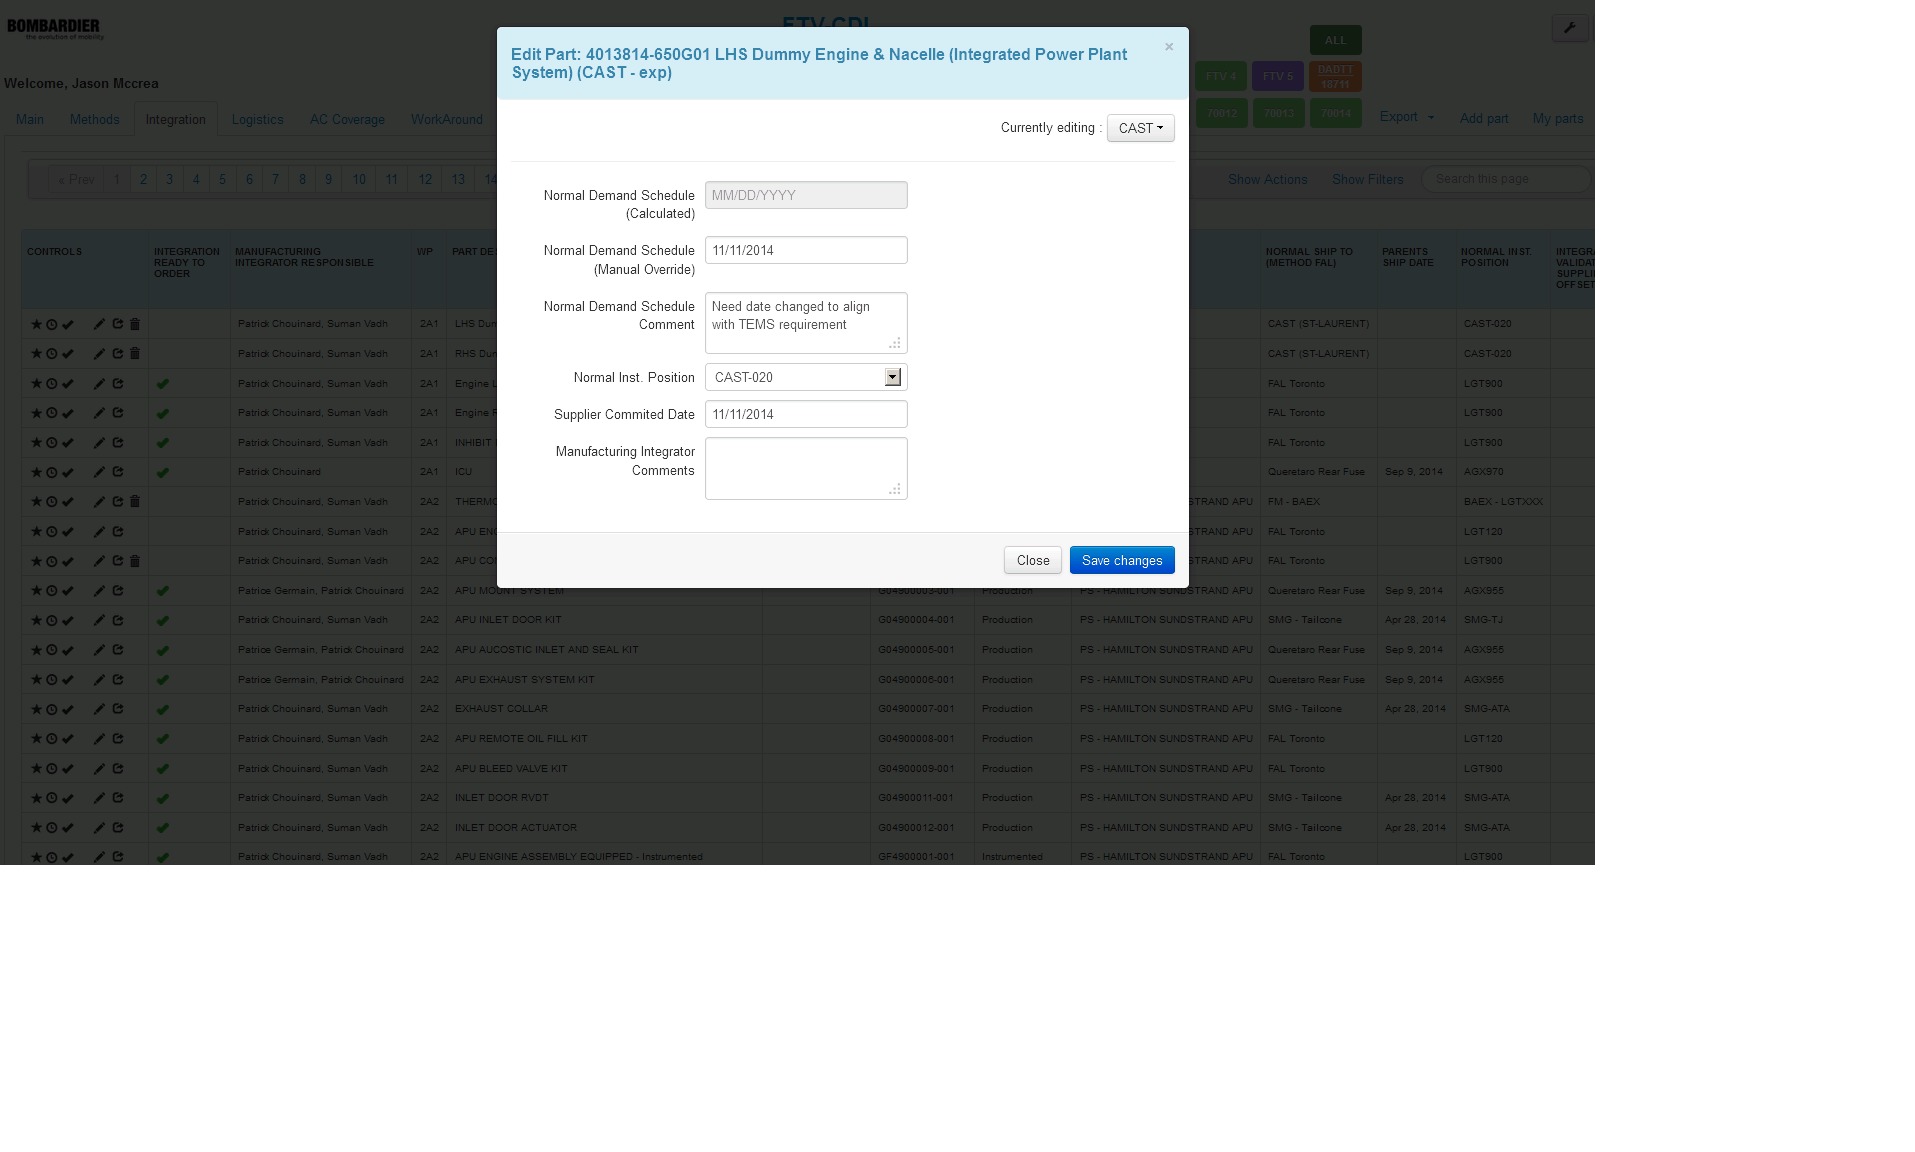 BOMBARDIER
the evolution of mobility
FTV-CDL
Welcome, Jason Mccrea
ALL
FTV 4
FTV 5
DADTT
18711
70012
70013
70014
Main
Methods
Integration
Logistics
AC Coverage
WorkAround
Export
Add part
My parts
« Prev
1
2
3
4
5
6
7
8
9
10
11
12
13
14
Show Actions
Show Filters
Search this page
Edit Part: 4013814-650G01 LHS Dummy Engine & Nacelle (Integrated Power Plant
System) (CAST - exp)
×
Currently editing : CAST
Normal Demand Schedule
(Calculated)
MM/DD/YYYY
Normal Demand Schedule
(Manual Override)
11/11/2014
Normal Demand Schedule
Comment
Need date changed to align
with TEMS requirement
Normal Inst. Position
CAST-020
Supplier Commited Date
11/11/2014
Manufacturing Integrator
Comments
Close
Save changes
CONTROLS
INTEGRATION
READY TO
ORDER
MANUFACTURING
INTEGRATOR RESPONSIBLE
WP
PART DES
NORMAL SHIP TO
(METHOD FAL)
PARENTS
SHIP DATE
NORMAL INST.
POSITION
INTEGRA
VALIDAT
SUPPLIE
OFFSET
Patrick Chouinard, Suman Vadh 2A1 LHS Dum CAST (ST-LAURENT) CAST-020
Patrick Chouinard, Suman Vadh 2A1 RHS Dum CAST (ST-LAURENT) CAST-020
Patrick Chouinard, Suman Vadh 2A1 Engine L FAL Toronto LGT900
Patrick Chouinard, Suman Vadh 2A1 Engine R FAL Toronto LGT900
Patrick Chouinard, Suman Vadh 2A1 INHIBIT FAL Toronto LGT900
Patrick Chouinard 2A1 ICU Queretaro Rear Fuse Sep 9, 2014 AGX970
Patrick Chouinard, Suman Vadh 2A2 THERMO STRAND APU FM - BAEX BAEX - LGTXXX
Patrick Chouinard, Suman Vadh 2A2 APU ENG STRAND APU FAL Toronto LGT120
Patrick Chouinard, Suman Vadh 2A2 APU CO STRAND APU FAL Toronto LGT900
Patrice Germain, Patrick Chouinard 2A2 APU MOUNT SYSTEM G04900003-001 Production PS - HAMILTON SUNDSTRAND APU Queretaro Rear Fuse Sep 9, 2014 AGX955
Patrick Chouinard, Suman Vadh 2A2 APU INLET DOOR KIT G04900004-001 Production PS - HAMILTON SUNDSTRAND APU SMG - Tailcone Apr 28, 2014 SMG-TJ
Patrice Germain, Patrick Chouinard 2A2 APU AUCOSTIC INLET AND SEAL KIT G04900005-001 Production PS - HAMILTON SUNDSTRAND APU Queretaro Rear Fuse Sep 9, 2014 AGX955
Patrice Germain, Patrick Chouinard 2A2 APU EXHAUST SYSTEM KIT G04900006-001 Production PS - HAMILTON SUNDSTRAND APU Queretaro Rear Fuse Sep 9, 2014 AGX955
Patrick Chouinard, Suman Vadh 2A2 EXHAUST COLLAR G04900007-001 Production PS - HAMILTON SUNDSTRAND APU SMG - Tailcone Apr 28, 2014 SMG-ATA
Patrick Chouinard, Suman Vadh 2A2 APU REMOTE OIL FILL KIT G04900008-001 Production PS - HAMILTON SUNDSTRAND APU FAL Toronto LGT120
Patrick Chouinard, Suman Vadh 2A2 APU BLEED VALVE KIT G04900009-001 Production PS - HAMILTON SUNDSTRAND APU FAL Toronto LGT900
Patrick Chouinard, Suman Vadh 2A2 INLET DOOR RVDT G04900011-001 Production PS - HAMILTON SUNDSTRAND APU SMG - Tailcone Apr 28, 2014 SMG-ATA
Patrick Chouinard, Suman Vadh 2A2 INLET DOOR ACTUATOR G04900012-001 Production PS - HAMILTON SUNDSTRAND APU SMG - Tailcone Apr 28, 2014 SMG-ATA
Patrick Chouinard, Suman Vadh 2A2 APU ENGINE ASSEMBLY EQUIPPED - Instrumented GF4900001-001 Instrumented PS - HAMILTON SUNDSTRAND APU FAL Toronto LGT900